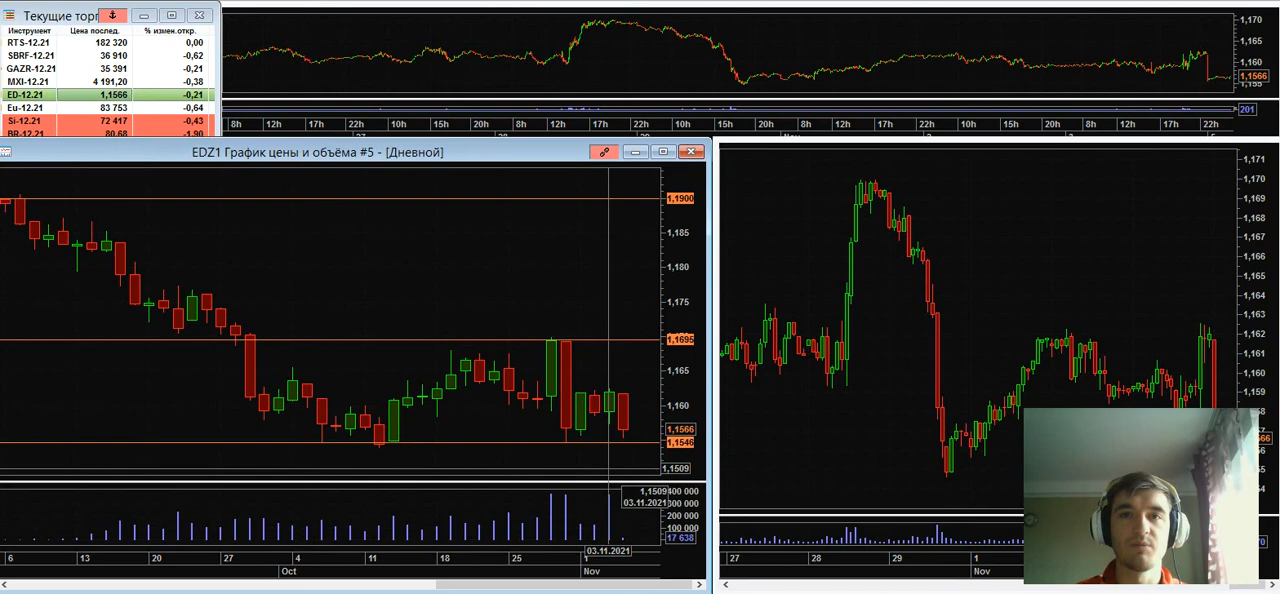 Текущие торг
Инструмент Цена послед. % измен.откр.
RTS-12.21 182 320 0,00
SBRF-12.21 36 910 -0,62
GAZR-12.21 35 391 -0,21
MXI-12.21 4 191,20 -0,38
ED-12.21 1,1566 -0,21
Eu-12.21 83 753 -0,64
Si-12.21 72 417 -0,43
BR-12.21 80,68 -1,90
1,170
1,165
1,160
1,1566
1,155
201
8h 12h 17h 22h 10h 15h 20h 8h 12h 17h 22h 10h 15h 20h 8h 12h 17h 22h 10h 15h 20h 8h 12h 17h 22h
EDZ1 График цены и объёма #5 - [Дневной]
1,1900
1,185
1,180
1,175
1,1695
1,165
1,160
1,1566
1,1546
1,1509
1,1509
03.11.2021
400 000
300 000
200 000
100 000
17 638
6 13 20 27 4 11 18 25 1
03.11.2021
Oct Nov
1,171
1,170
1,169
1,168
1,167
1,166
1,165
1,164
1,163
1,162
1,161
1,160
1,159
27 28 29 1
Nov